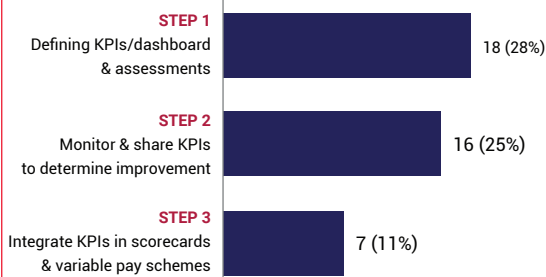 STEP 1
Defining KPIs/dashboard
& assessments
18 (28%)
STEP 2
Monitor & share KPIs
to determine improvement
16 (25%)
STEP 3
Integrate KPIs in scorecards
& variable pay schemes
7 (11%)